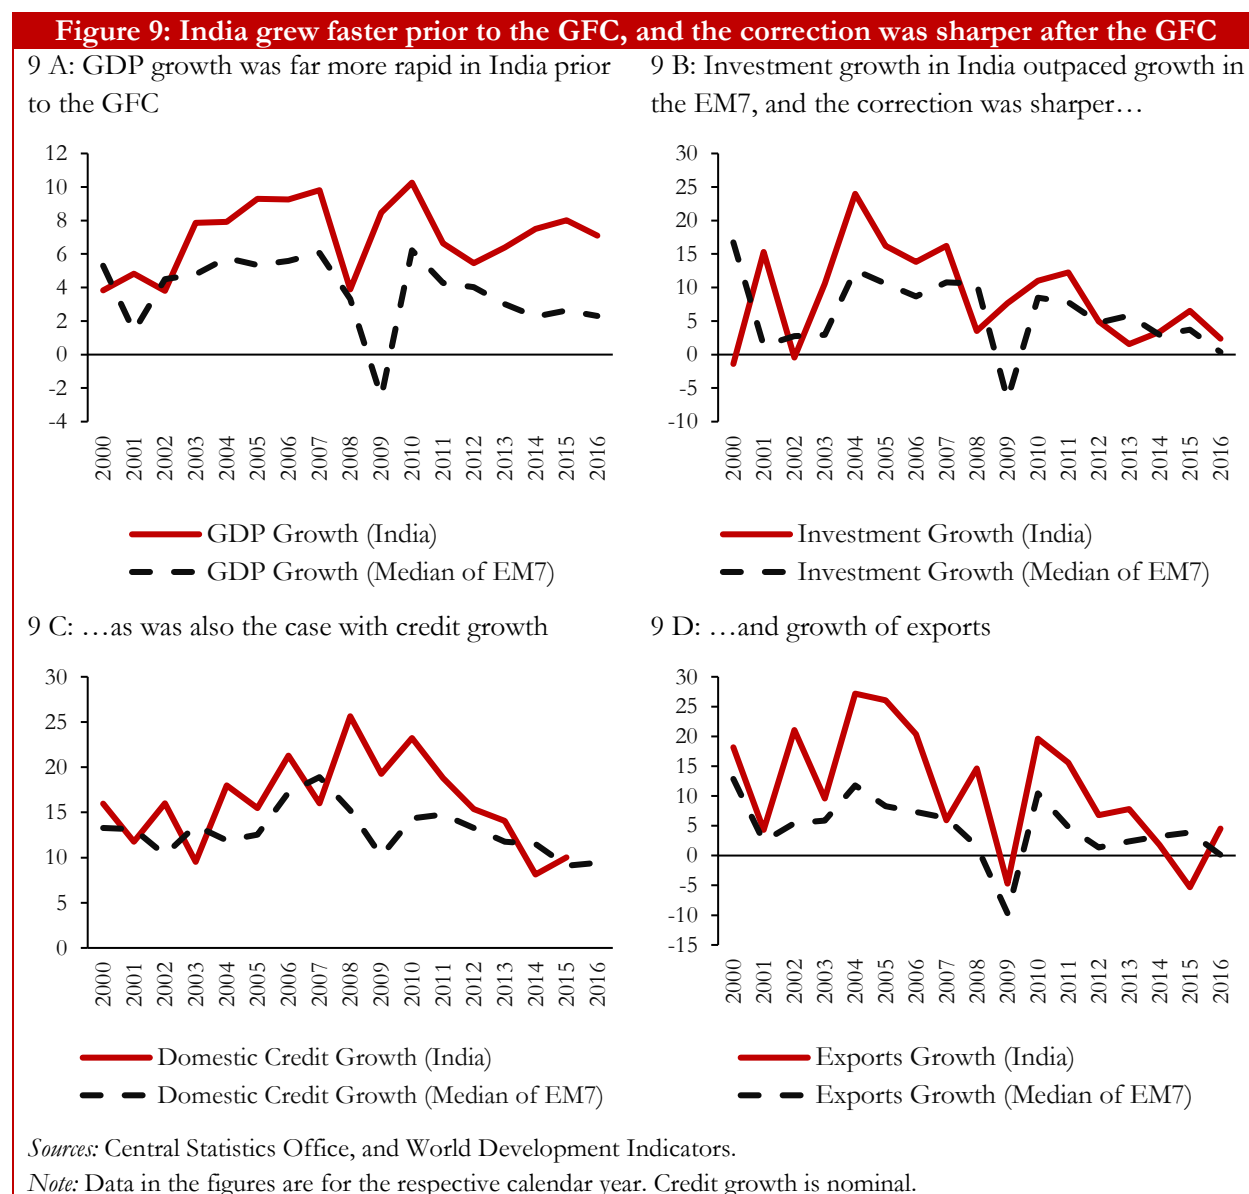 Figure 9: India grew faster prior to the GFC, and the correction was sharper after the GFC
9 A: GDP growth was far more rapid in India prior
to the GFC
12
10
8
6
4
2
0
-2
-4
2000 2001 2002 2003 2004 2005 2006 2007 2008 2009 2010 2011 2012 2013 2014 2015 2016
GDP Growth (India)
GDP Growth (Median of EM7)
9 B: Investment growth in India outpaced growth in
the EM7, and the correction was sharper…
30
25
20
15
10
5
0
-5
-10
2000 2001 2002 2003 2004 2005 2006 2007 2008 2009 2010 2011 2012 2013 2014 2015 2016
Investment Growth (India)
Investment Growth (Median of EM7)
9 C: …as was also the case with credit growth
30
25
20
15
10
5
0
2000 2001 2002 2003 2004 2005 2006 2007 2008 2009 2010 2011 2012 2013 2014 2015 2016
Domestic Credit Growth (India)
Domestic Credit Growth (Median of EM7)
9 D: …and growth of exports
30
25
20
15
10
5
0
-5
-10
-15
2000 2001 2002 2003 2004 2005 2006 2007 2008 2009 2010 2011 2012 2013 2014 2015 2016
Exports Growth (India)
Exports Growth (Median of EM7)
Sources: Central Statistics Office, and World Development Indicators.
Note: Data in the figures are for the respective calendar year. Credit growth is nominal.